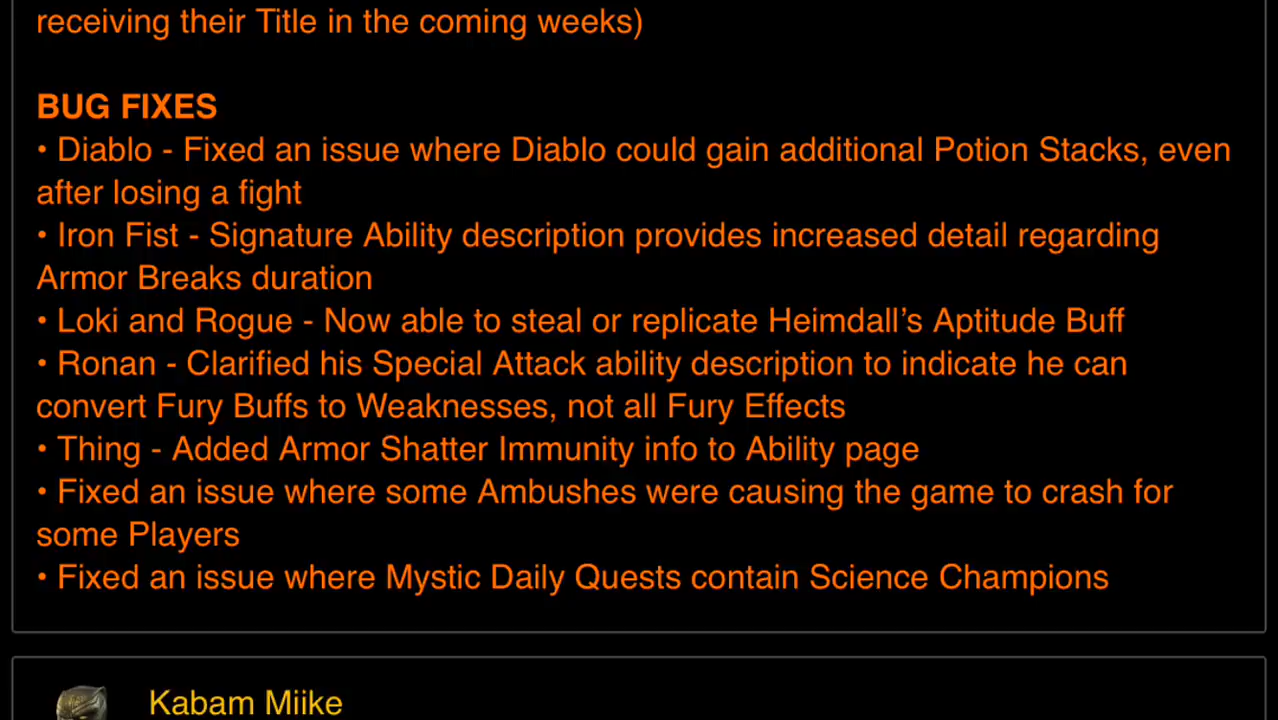 receiving their Title in the coming weeks)
BUG FIXES
• Diablo - Fixed an issue where Diablo could gain additional Potion Stacks, even
after losing a fight
• Iron Fist - Signature Ability description provides increased detail regarding
Armor Breaks duration
• Loki and Rogue - Now able to steal or replicate Heimdall’s Aptitude Buff
• Ronan - Clarified his Special Attack ability description to indicate he can
convert Fury Buffs to Weaknesses, not all Fury Effects
• Thing - Added Armor Shatter Immunity info to Ability page
• Fixed an issue where some Ambushes were causing the game to crash for
some Players
• Fixed an issue where Mystic Daily Quests contain Science Champions
Kabam Miike